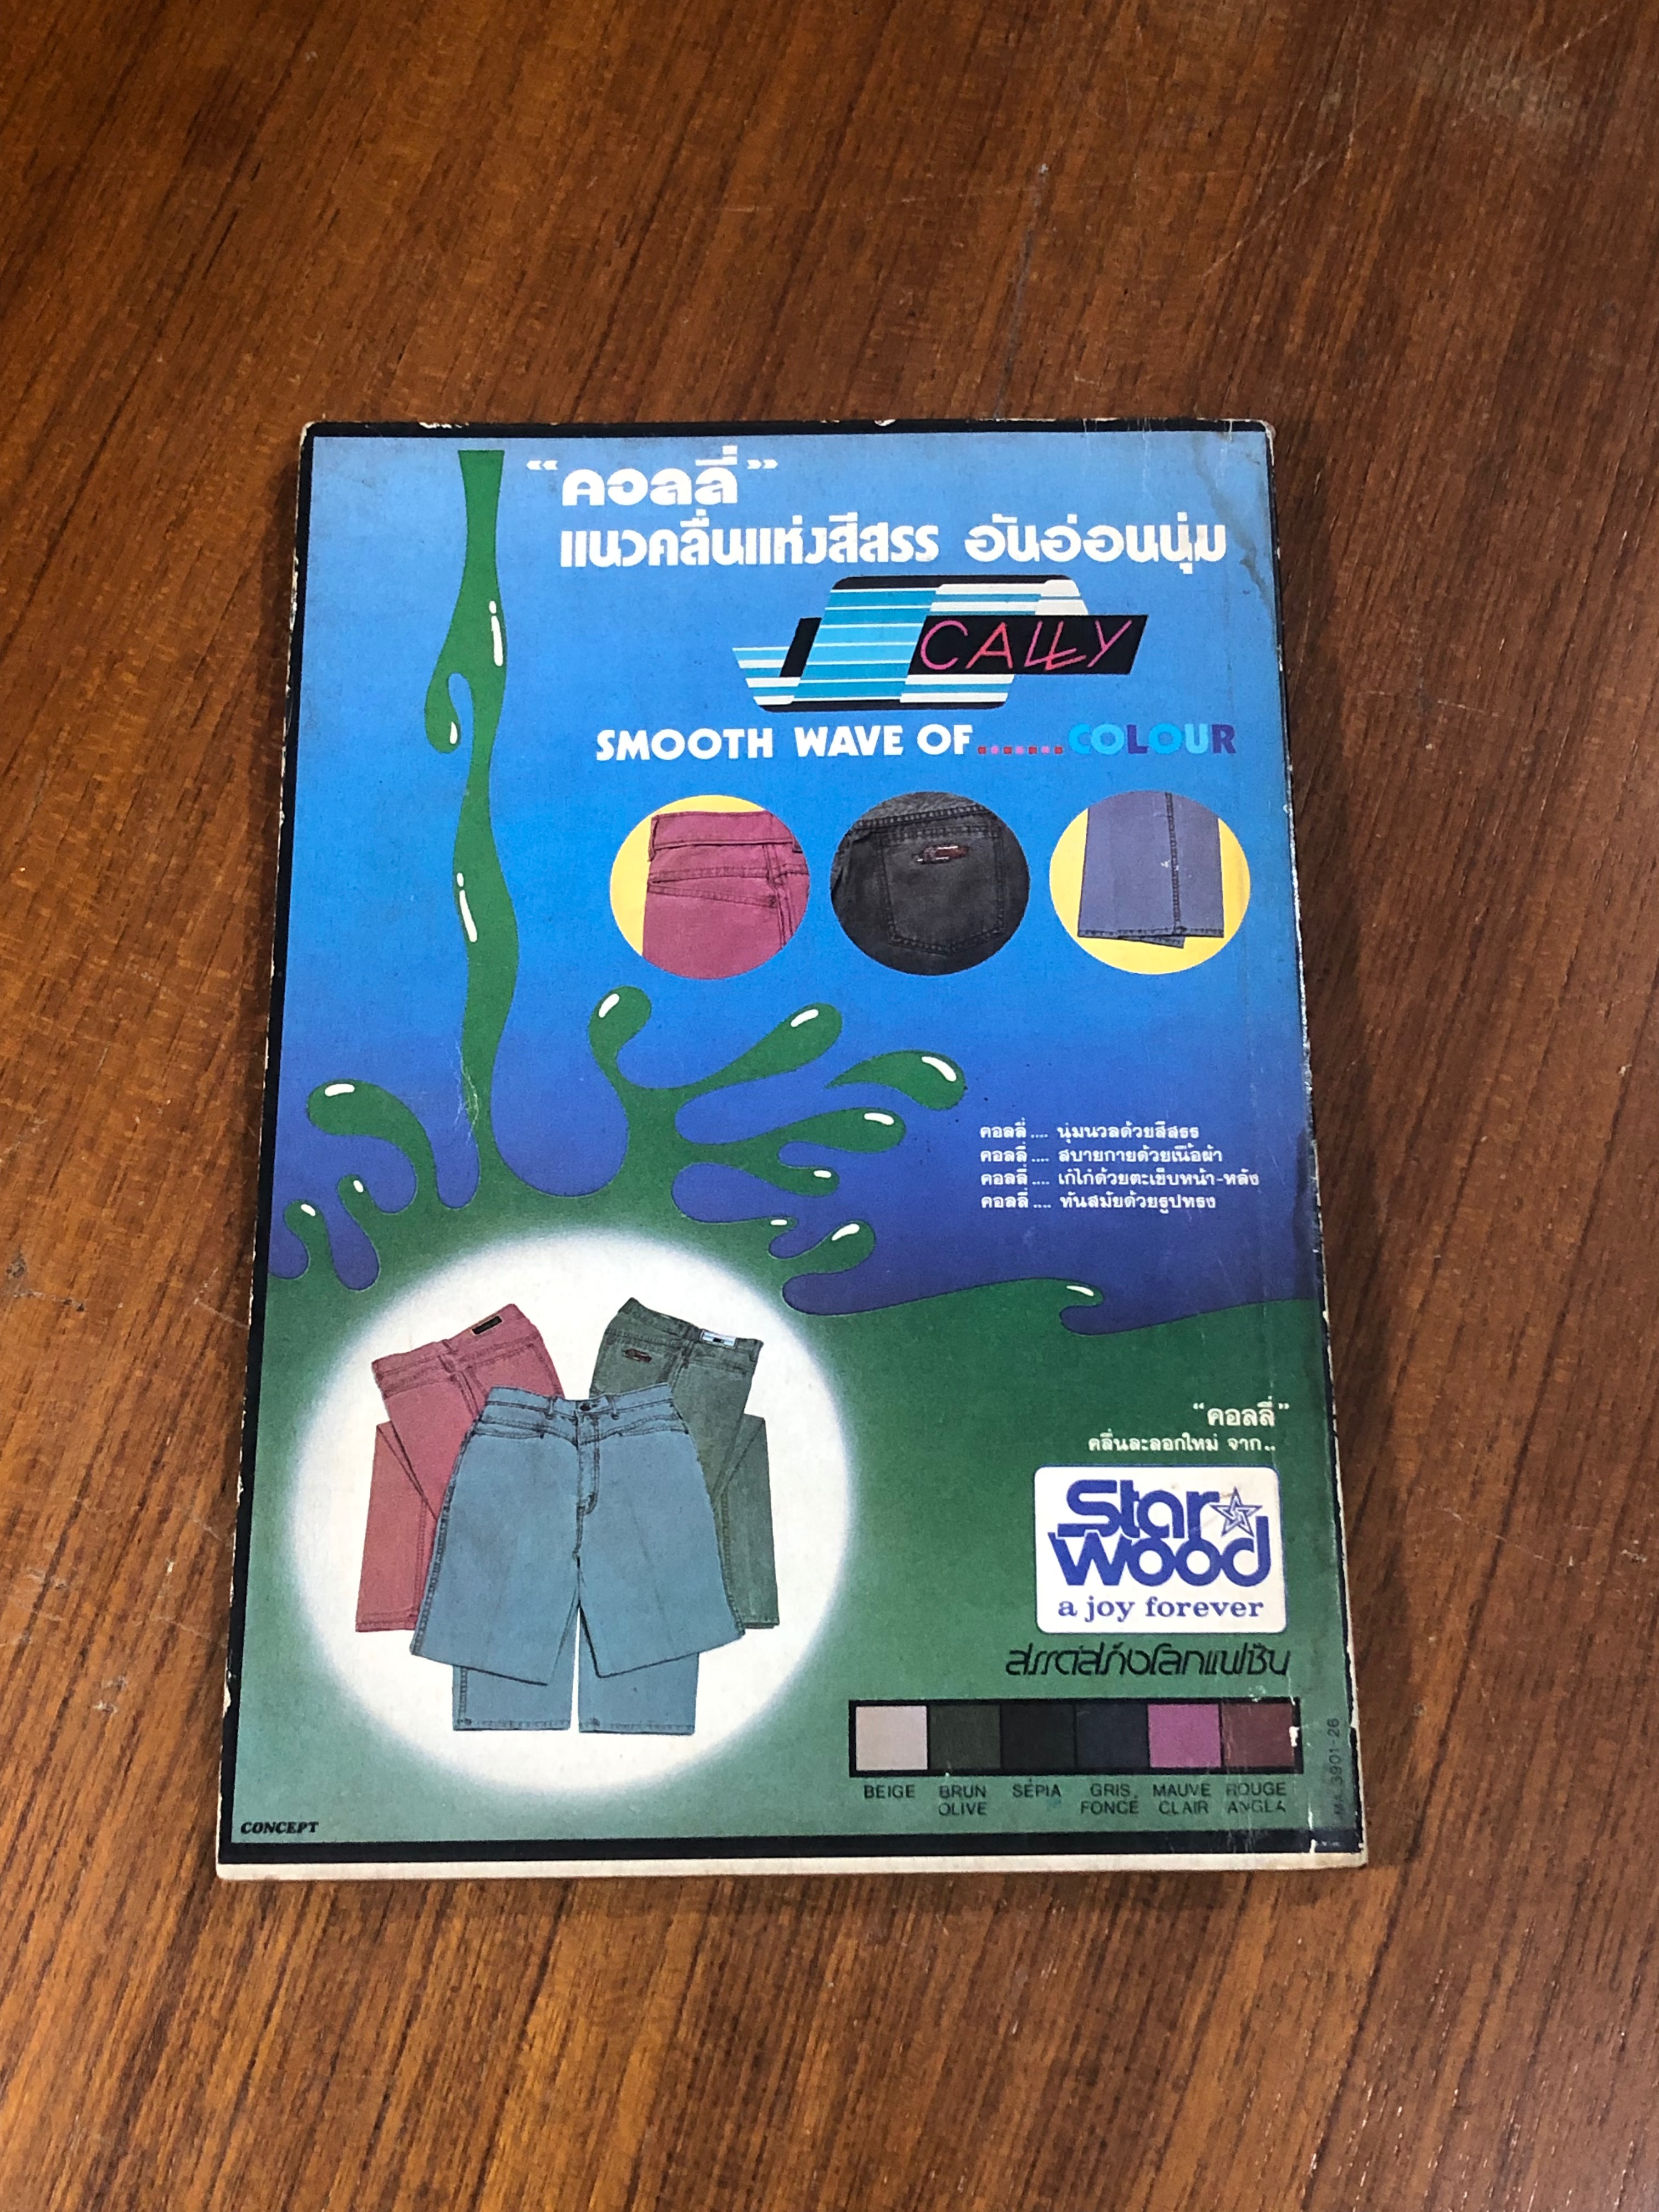 “คอลลี่”
แนวคลื่นแห่งสีสรร อันอ่อนนุ่ม
CALLY
SMOOTH WAVE OF.......COLOUR
คอลลี่.... นุ่มนวลด้วยสีสรร
คอลลี่.... สบายกายด้วยเนื้อผ้า
คอลลี่.... เก๋ไก๋ด้วยตะเข็บหน้า-หลัง
คอลลี่.... ทันสมัยด้วยรูปทรง
“คอลลี่”
คลื่นละลอกใหม่ จาก..
Star
Wood
a joy forever
สรรค์สร้างโลกแฟชั่น
BEIGE BRUN OLIVE SÉPIA GRIS FONCE MAUVE CLAIR ROUGE ANGLA
CONCEPT
MA 3901-26